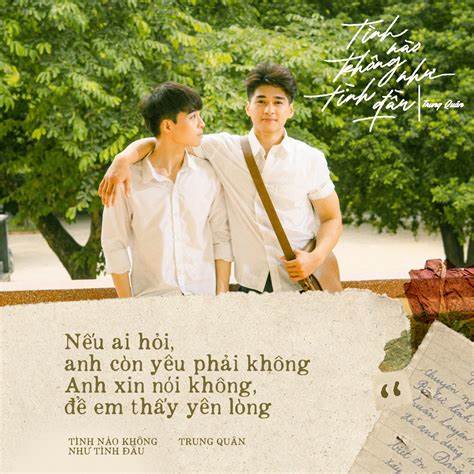 Tình
nào
không như
tình đầu | Trung Quân
Nếu ai hỏi,
anh còn yêu phải không
Anh xin nói không,
để em thấy yên lòng
“
TÌNH NÀO KHÔNG
NHƯ TÌNH ĐẦU
TRUNG QUÂN